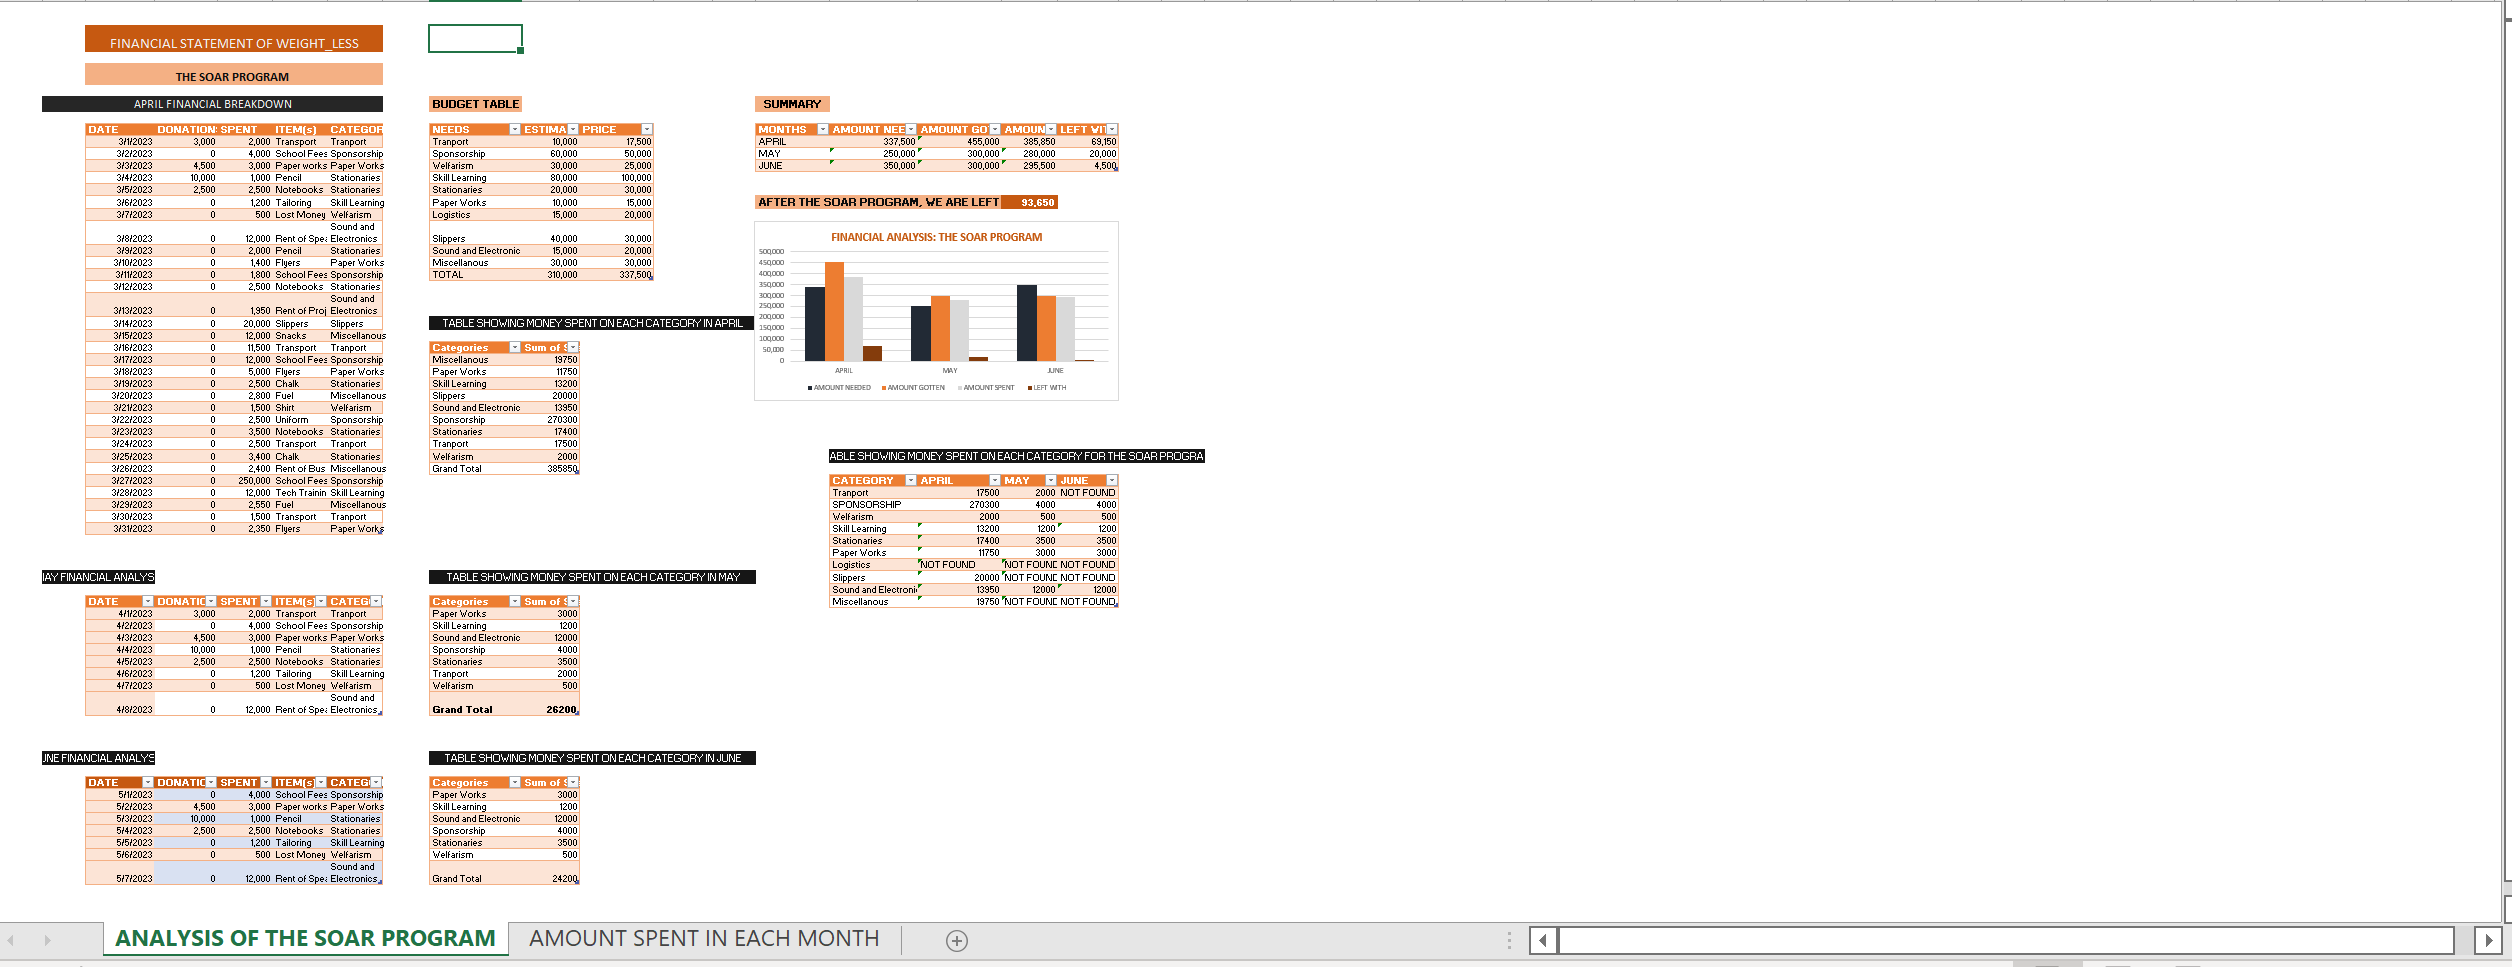 FINANCIAL STATEMENT OF WEIGHT_LESS
THE SOAR PROGRAM
APRIL FINANCIAL BREAKDOWN
DATE DONATION: SPENT ITEM(s) CATEGOR
3/1/2023 3,000 2,000 Transport Tranport
3/2/2023 0 4,000 School Fees Sponsorship
3/3/2023 4,500 3,000 Paper works Paper Works
3/4/2023 10,000 1,000 Pencil Stationaries
3/5/2023 2,500 2,500 Notebooks Stationaries
3/6/2023 0 1,200 Tailoring Skill Learning
3/7/2023 0 500 Lost Money Welfarism
3/8/2023 0 12,000 Rent of Spe Sound and Electronics
3/9/2023 0 2,000 Pencil Stationaries
3/10/2023 0 1,400 Flyers Paper Works
3/11/2023 0 1,800 School Fees Sponsorship
3/12/2023 0 2,500 Notebooks Stationaries
3/13/2023 0 1,950 Rent of Proj Sound and Electronics
3/14/2023 0 20,000 Slippers Slippers
3/15/2023 0 12,000 Snacks Miscellanous
3/16/2023 0 11,500 Transport Tranport
3/17/2023 0 12,000 School Fees Sponsorship
3/18/2023 0 5,000 Flyers Paper Works
3/19/2023 0 2,500 Chalk Stationaries
3/20/2023 0 2,800 Fuel Miscellanous
3/21/2023 0 1,500 Shirt Welfarism
3/22/2023 0 2,500 Uniform Sponsorship
3/23/2023 0 3,500 Notebooks Stationaries
3/24/2023 0 2,500 Transport Tranport
3/25/2023 0 3,400 Chalk Stationaries
3/26/2023 0 2,400 Rent of Bus Miscellanous
3/27/2023 0 250,000 School Fees Sponsorship
3/28/2023 0 12,000 Tech Trainin Skill Learning
3/29/2023 0 2,550 Fuel Miscellanous
3/30/2023 0 1,500 Transport Tranport
3/31/2023 0 2,350 Flyers Paper Works
IAY FINANCIAL ANALYS
DATE DONATIC SPENT ITEM(s) CATEG
4/1/2023 3,000 2,000 Transport Tranport
4/2/2023 0 4,000 School Fees Sponsorship
4/3/2023 4,500 3,000 Paper works Paper Works
4/4/2023 10,000 1,000 Pencil Stationaries
4/5/2023 2,500 2,500 Notebooks Stationaries
4/6/2023 0 1,200 Tailoring Skill Learning
4/7/2023 0 500 Lost Money Welfarism
4/8/2023 0 12,000 Rent of Spe Sound and Electronics
JNE FINANCIAL ANALYS
DATE DONATIC SPENT ITEM(s) CATEG
5/1/2023 0 4,000 School Fees Sponsorship
5/2/2023 4,500 3,000 Paper works Paper Works
5/3/2023 10,000 1,000 Pencil Stationaries
5/4/2023 2,500 2,500 Notebooks Stationaries
5/5/2023 0 1,200 Tailoring Skill Learning
5/6/2023 0 500 Lost Money Welfarism
5/7/2023 0 12,000 Rent of Spe Sound and Electronics
BUDGET TABLE
NEEDS ESTIMA PRICE
Tranport 10,000 17,500
Sponsorship 60,000 50,000
Welfarism 30,000 25,000
Skill Learning 80,000 100,000
Stationaries 20,000 30,000
Paper Works 10,000 15,000
Logistics 15,000 20,000
Slippers 40,000 30,000
Sound and Electronic 15,000 20,000
Miscellanous 30,000 30,000
TOTAL 310,000 337,500
TABLE SHOWING MONEY SPENT ON EACH CATEGORY IN APRIL
Categories Sum of S
Miscellanous 19750
Paper Works 11750
Skill Learning 13200
Slippers 20000
Sound and Electronic 13950
Sponsorship 270300
Stationaries 17400
Tranport 17500
Welfarism 2000
Grand Total 385850
TABLE SHOWING MONEY SPENT ON EACH CATEGORY IN MAY
Categories Sum of S
Paper Works 3000
Skill Learning 1200
Sound and Electronic 12000
Sponsorship 4000
Stationaries 3500
Tranport 2000
Welfarism 500
Grand Total 26200
TABLE SHOWING MONEY SPENT ON EACH CATEGORY IN JUNE
Categories Sum of S
Paper Works 3000
Skill Learning 1200
Sound and Electronic 12000
Sponsorship 4000
Stationaries 3500
Welfarism 500
Grand Total 24200
SUMMARY
MONTHS AMOUNT NEE AMOUNT GO AMOUN LEFT WIT
APRIL 337,500 455,000 385,850 69,150
MAY 250,000 300,000 280,000 20,000
JUNE 350,000 300,000 295,500 4,500
AFTER THE SOAR PROGRAM, WE ARE LEFT 93,650
FINANCIAL ANALYSIS: THE SOAR PROGRAM
500,000
450,000
400,000
350,000
300,000
250,000
200,000
150,000
100,000
50,000
0
APRIL MAY JUNE
AMOUNT NEEDED AMOUNT GOTTEN AMOUNT SPENT LEFT WITH
ABLE SHOWING MONEY SPENT ON EACH CATEGORY FOR THE SOAR PROGRA
CATEGORY APRIL MAY JUNE
Tranport 17500 2000 NOT FOUND
SPONSORSHIP 270300 4000 4000
Welfarism 2000 500 500
Skill Learning 13200 1200 1200
Stationaries 17400 3500 3500
Paper Works 11750 3000 3000
Logistics NOT FOUND NOT FOUND NOT FOUND
Slippers 20000 NOT FOUND NOT FOUND
Sound and Electroni 13950 12000 12000
Miscellanous 19750 NOT FOUND NOT FOUND
ANALYSIS OF THE SOAR PROGRAM AMOUNT SPENT IN EACH MONTH